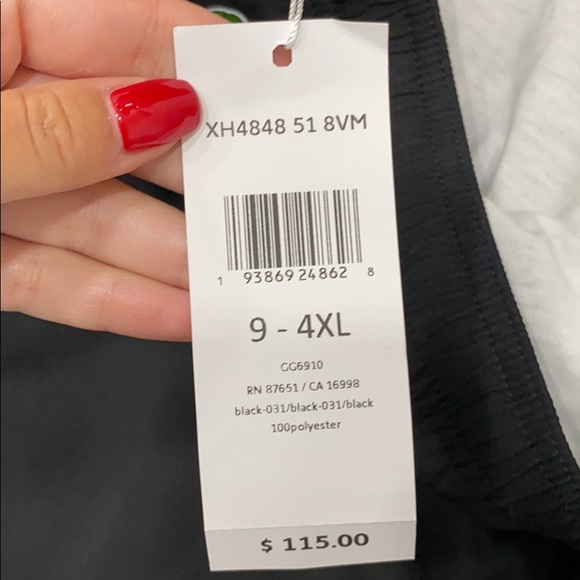 XH4848 51 8VM
1 93869 24862 8
9 - 4XL
GG6910
RN 87651 / CA 16998
black-031/black-031/black
100polyester
$ 115.00